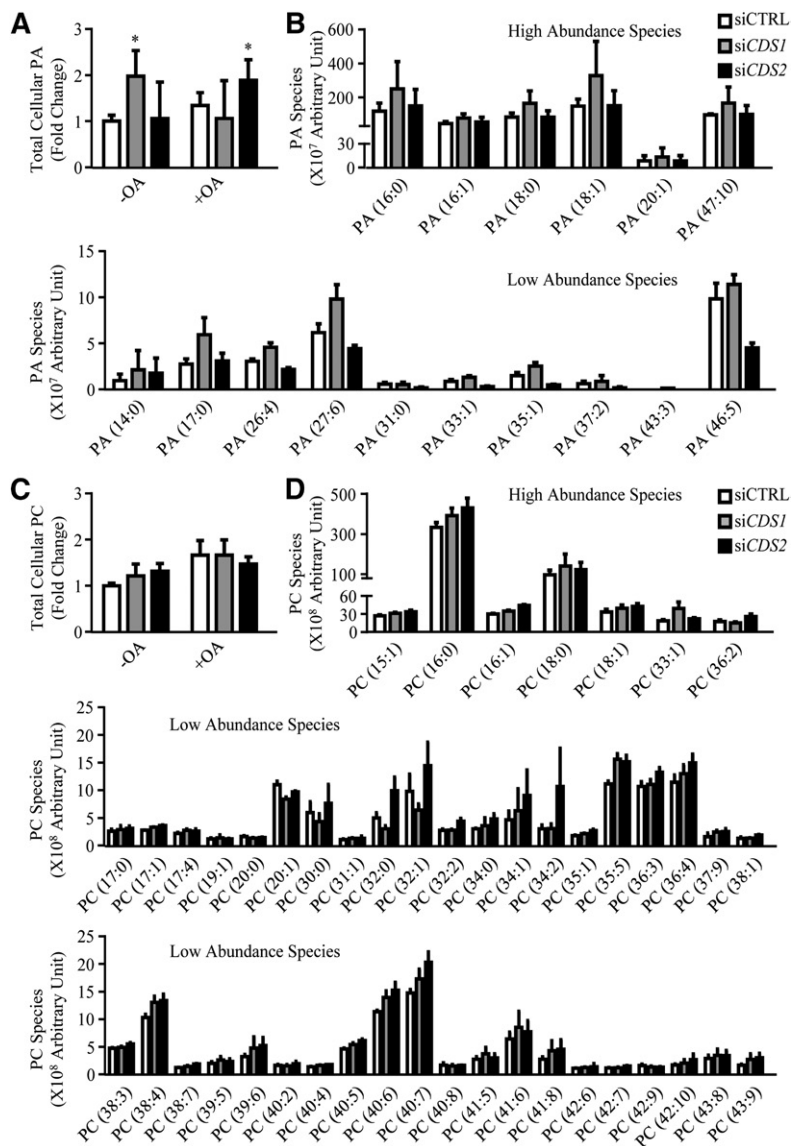 A
Total Cellular PA
(Fold Change)
3
2
1
0
*
*
-OA
+OA
B
PA Species
(X10⁷ Arbitrary Unit)
600
400
200
30
0
High Abundance Species
siCTRL
siCDS1
siCDS2
PA (16:0)
PA (16:1)
PA (18:0)
PA (18:1)
PA (20:1)
PA (47:10)
PA Species
(X10⁷ Arbitrary Unit)
15
10
5
0
Low Abundance Species
PA (14:0)
PA (17:0)
PA (26:4)
PA (27:6)
PA (31:0)
PA (33:1)
PA (35:1)
PA (37:2)
PA (43:3)
PA (46:5)
C
Total Cellular PC
(Fold Change)
3
2
1
0
-OA
+OA
D
PC Species
(X10⁸ Arbitrary Unit)
500
300
100
60
30
0
High Abundance Species
siCTRL
siCDS1
siCDS2
PC (15:1)
PC (16:0)
PC (16:1)
PC (18:0)
PC (18:1)
PC (33:1)
PC (36:2)
PC Species
(X10⁸ Arbitrary Unit)
25
20
15
10
5
0
Low Abundance Species
PC (17:0)
PC (17:1)
PC (17:4)
PC (19:1)
PC (20:0)
PC (20:1)
PC (30:0)
PC (31:1)
PC (32:0)
PC (32:1)
PC (32:2)
PC (34:0)
PC (34:1)
PC (34:2)
PC (35:1)
PC (35:5)
PC (36:3)
PC (36:4)
PC (37:9)
PC (38:1)
PC Species
(X10⁸ Arbitrary Unit)
25
20
15
10
5
0
Low Abundance Species
PC (38:3)
PC (38:4)
PC (38:7)
PC (39:5)
PC (39:6)
PC (40:2)
PC (40:4)
PC (40:5)
PC (40:6)
PC (40:7)
PC (40:8)
PC (41:5)
PC (41:6)
PC (41:8)
PC (42:6)
PC (42:7)
PC (42:9)
PC (42:10)
PC (43:8)
PC (43:9)